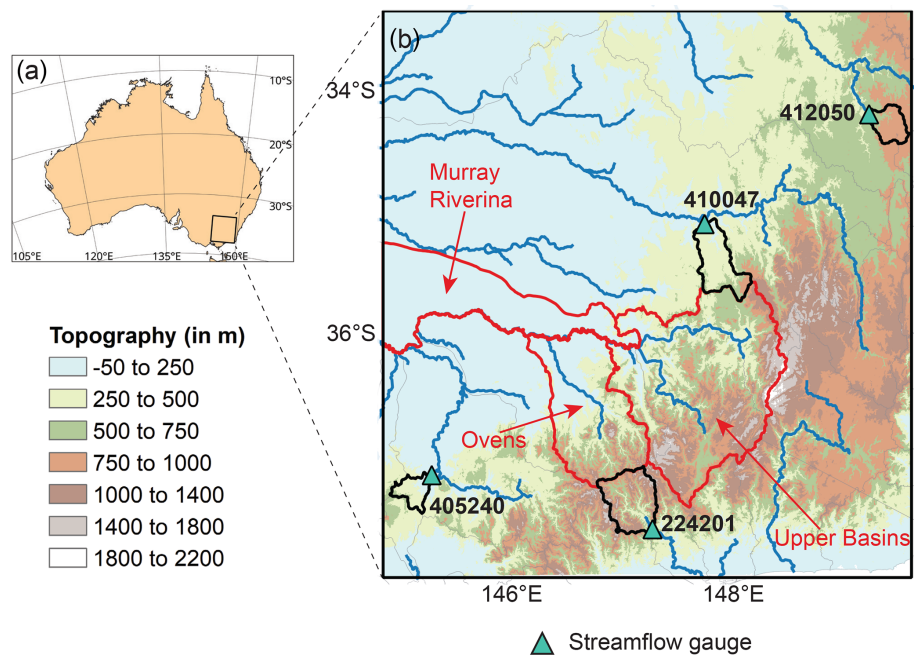 (a)
10°S
20°S
30°S
105°E
120°E
135°E
160°E
(b)
34°S
36°S
146°E
148°E
412050
Murray
Riverina
410047
Ovens
405240
224201
Upper Basins
Topography (in m)
-50 to 250
250 to 500
500 to 750
750 to 1000
1000 to 1400
1400 to 1800
1800 to 2200
Streamflow gauge